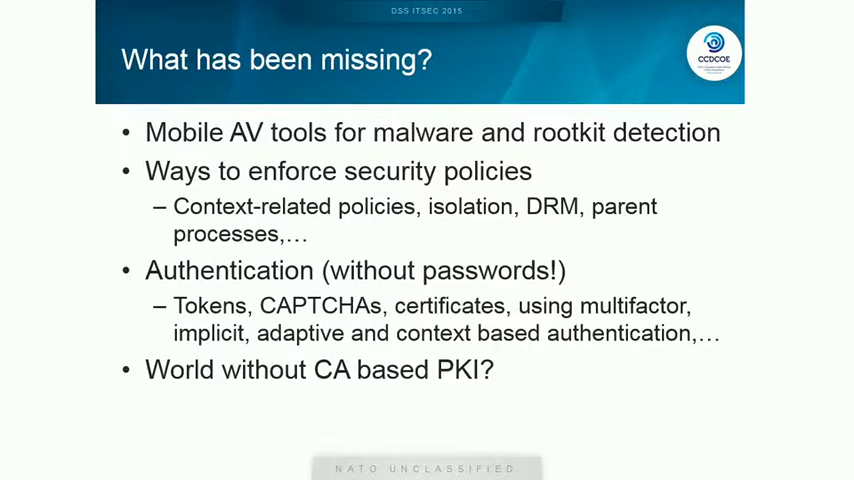 DSS ITSEC 2015
What has been missing?
CCDCOE
• Mobile AV tools for malware and rootkit detection
• Ways to enforce security policies
– Context-related policies, isolation, DRM, parent
processes,…
• Authentication (without passwords!)
– Tokens, CAPTCHAs, certificates, using multifactor,
implicit, adaptive and context based authentication,…
• World without CA based PKI?
NATO UNCLASSIFIED